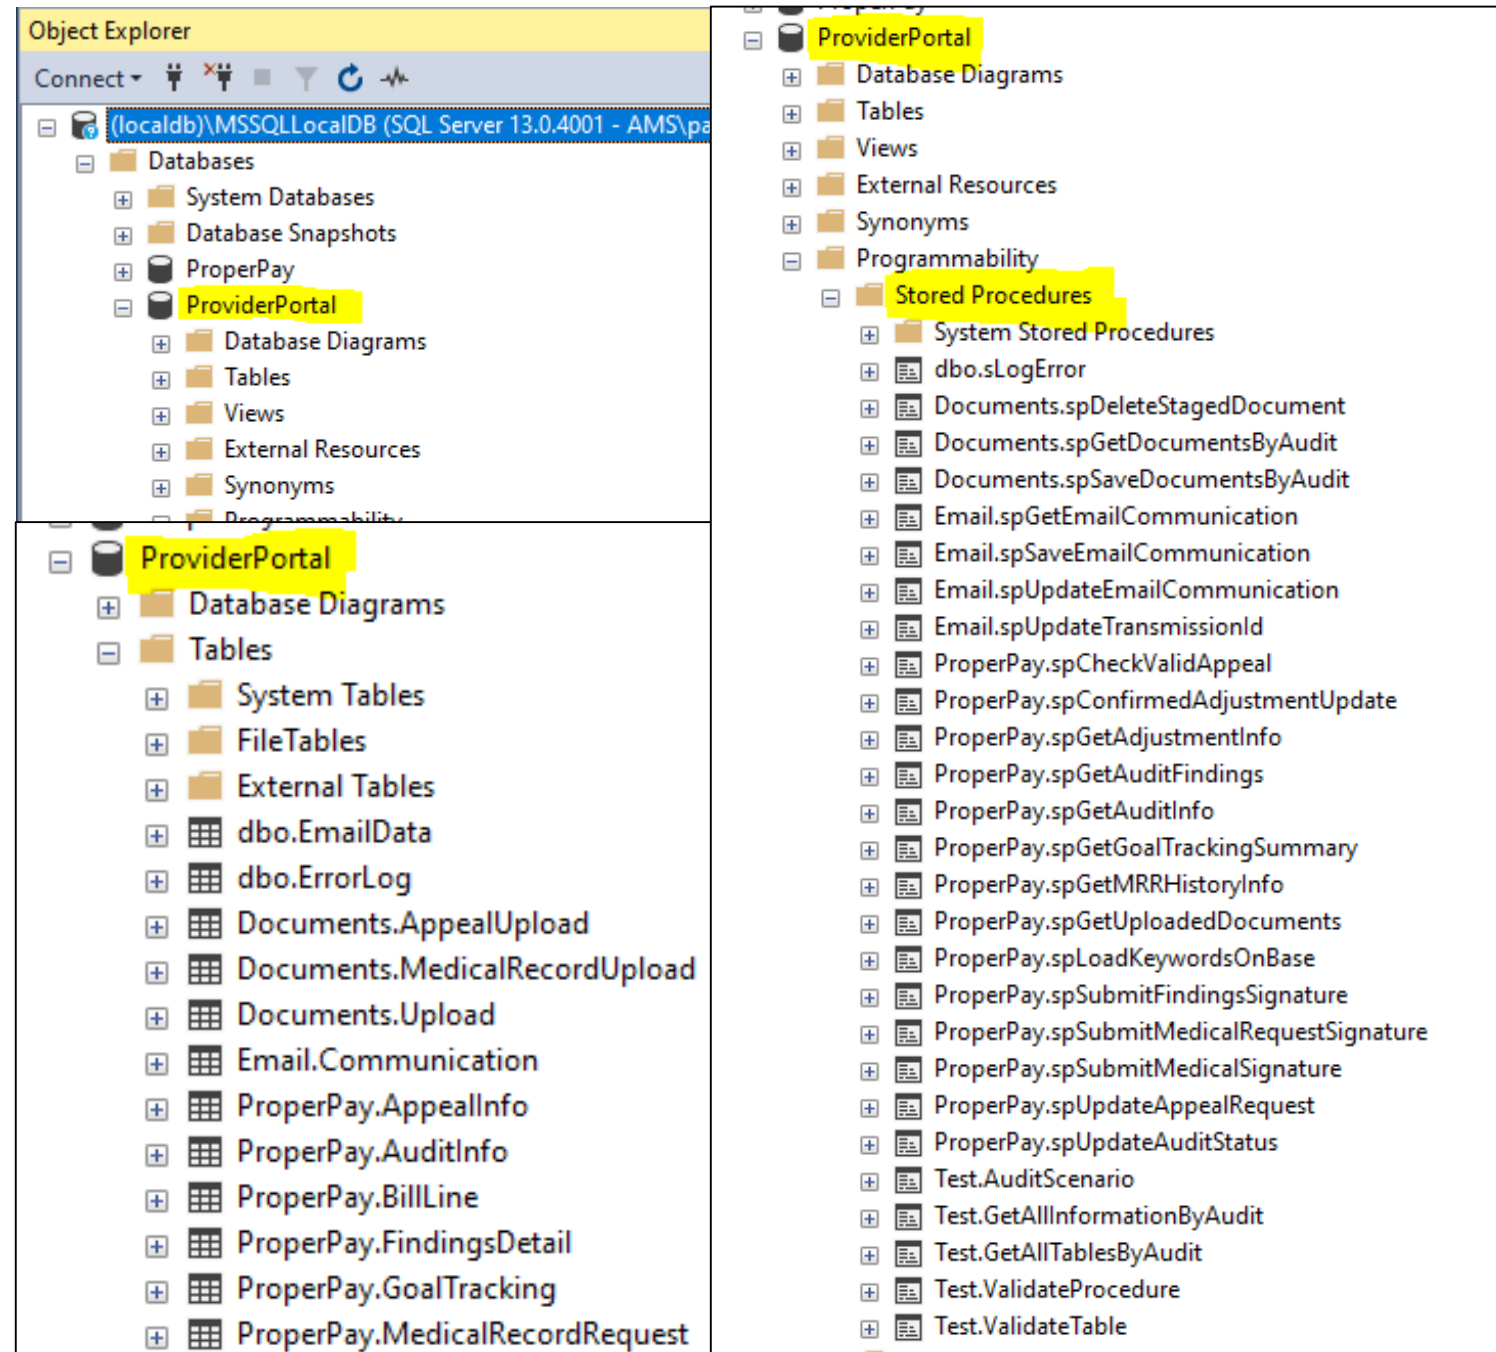 Object Explorer
Connect
(localdb)\MSSQLLocalDB (SQL Server 13.0.4001 - AMS\pa
Databases
System Databases
Database Snapshots
ProperPay
ProviderPortal
Database Diagrams
Tables
Views
External Resources
Synonyms
Programmability
ProviderPortal
Database Diagrams
Tables
System Tables
FileTables
External Tables
dbo.EmailData
dbo.ErrorLog
Documents.AppealUpload
Documents.MedicalRecordUpload
Documents.Upload
Email.Communication
ProperPay.AppealInfo
ProperPay.AuditInfo
ProperPay.BillLine
ProperPay.FindingsDetail
ProperPay.GoalTracking
ProperPay.MedicalRecordRequest
ProperPay
ProviderPortal
Database Diagrams
Tables
Views
External Resources
Synonyms
Programmability
Stored Procedures
System Stored Procedures
dbo.sLogError
Documents.spDeleteStagedDocument
Documents.spGetDocumentsByAudit
Documents.spSaveDocumentsByAudit
Email.spGetEmailCommunication
Email.spSaveEmailCommunication
Email.spUpdateEmailCommunication
Email.spUpdateTransmissionId
ProperPay.spCheckValidAppeal
ProperPay.spConfirmedAdjustmentUpdate
ProperPay.spGetAdjustmentInfo
ProperPay.spGetAuditFindings
ProperPay.spGetAuditInfo
ProperPay.spGetGoalTrackingSummary
ProperPay.spGetMRRHistoryInfo
ProperPay.spGetUploadedDocuments
ProperPay.spLoadKeywordsOnBase
ProperPay.spSubmitFindingsSignature
ProperPay.spSubmitMedicalRequestSignature
ProperPay.spSubmitMedicalSignature
ProperPay.spUpdateAppealRequest
ProperPay.spUpdateAuditStatus
Test.AuditScenario
Test.GetAllInformationByAudit
Test.GetAllTablesByAudit
Test.ValidateProcedure
Test.ValidateTable